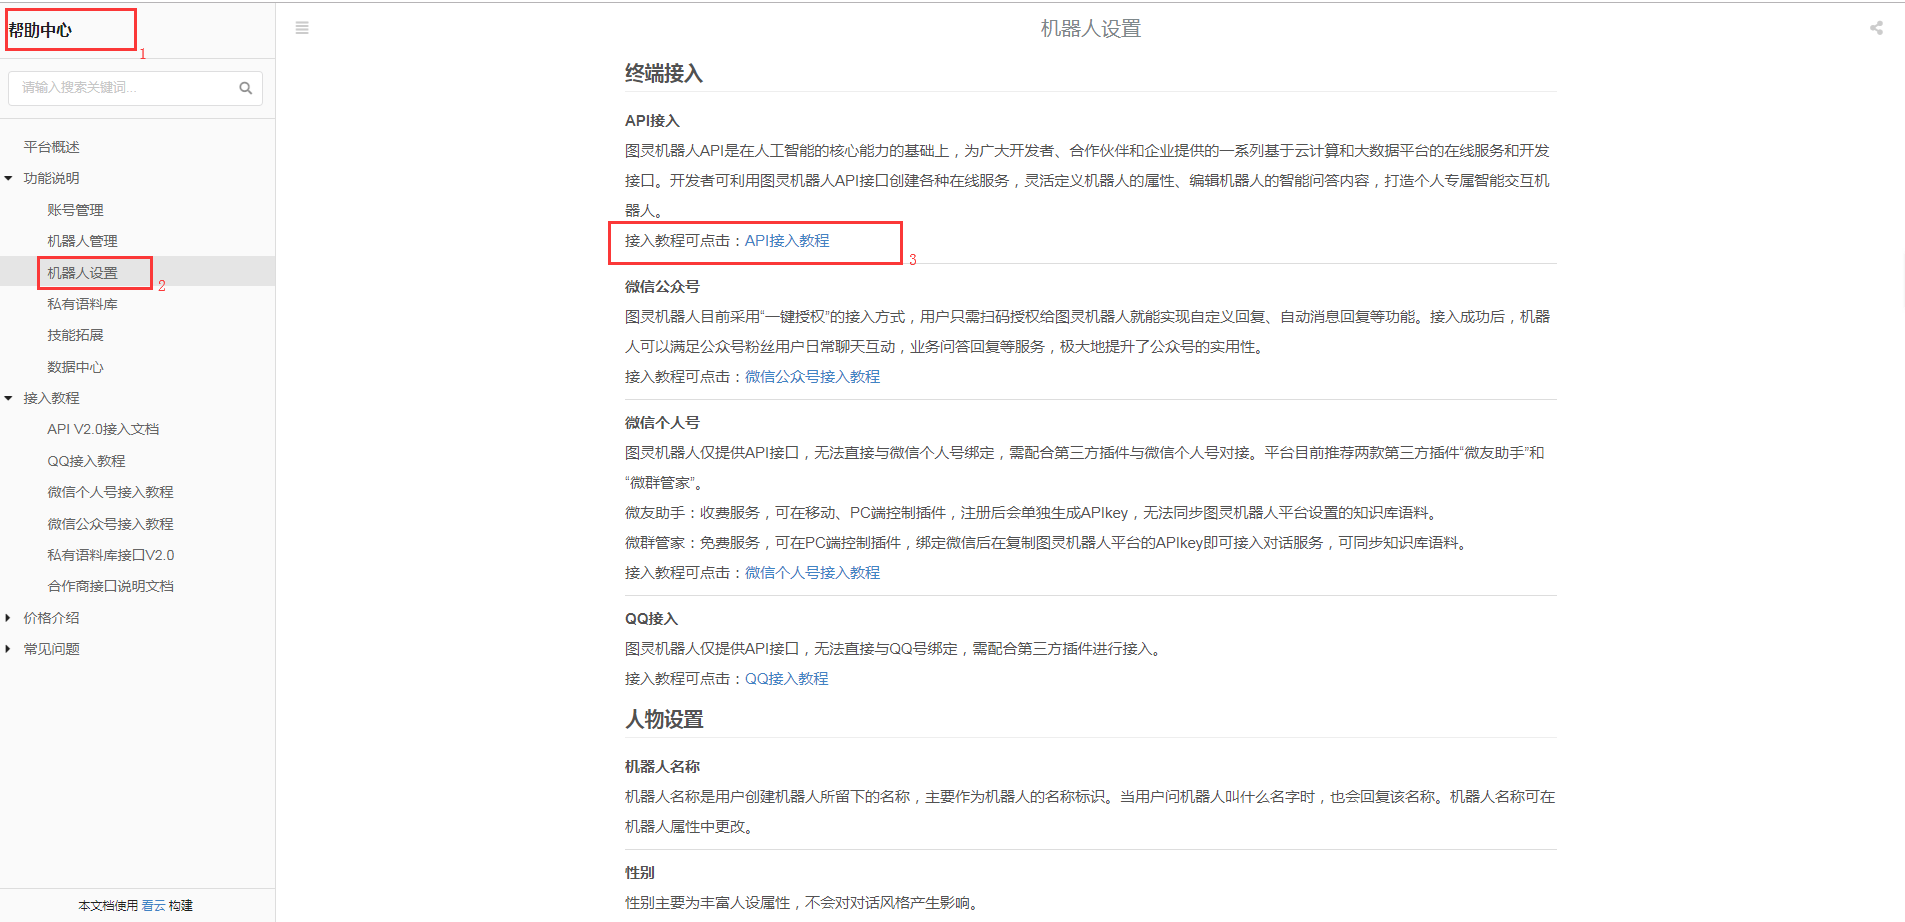 帮助中心
1
请输入搜索关键词...
平台概述
功能说明
账号管理
机器人管理
机器人设置
2
私有语料库
技能拓展
数据中心
接入教程
API V2.0接入文档
QQ接入教程
微信个人号接入教程
微信公众号接入教程
私有语料库接口V2.0
合作商接口说明文档
价格介绍
常见问题
本文档使用 看云 构建
机器人设置
终端接入
API接入
图灵机器人API是在人工智能的核心能力的基础上，为广大开发者、合作伙伴和企业提供的一系列基于云计算和大数据平台的在线服务和开发
接口。开发者可利用图灵机器人API接口创建各种在线服务，灵活定义机器人的属性、编辑机器人的智能问答内容，打造个人专属智能交互机
器人。
接入教程可点击：API接入教程
3
微信公众号
图灵机器人目前采用“一键授权”的接入方式，用户只需扫码授权给图灵机器人就能实现自定义回复、自动消息回复等功能。接入成功后，机器
人可以满足公众号粉丝用户日常聊天互动，业务问答回复等服务，极大地提升了公众号的实用性。
接入教程可点击：微信公众号接入教程
微信个人号
图灵机器人仅提供API接口，无法直接与微信个人号绑定，需配合第三方插件与微信个人号对接。平台目前推荐两款第三方插件“微友助手”和
“微群管家”。
微友助手：收费服务，可在移动、PC端控制插件，注册后会单独生成APIkey，无法同步图灵机器人平台设置的知识库语料。
微群管家：免费服务，可在PC端控制插件，绑定微信后在复制图灵机器人平台的APIkey即可接入对话服务，可同步知识库语料。
接入教程可点击：微信个人号接入教程
QQ接入
图灵机器人仅提供API接口，无法直接与QQ号绑定，需配合第三方插件进行接入。
接入教程可点击：QQ接入教程
人物设置
机器人名称
机器人名称是用户创建机器人所留下的名称，主要作为机器人的名称标识。当用户问机器人叫什么名字时，也会回复该名称。机器人名称可在
机器人属性中更改。
性别
性别主要为丰富人设属性，不会对对话风格产生影响。